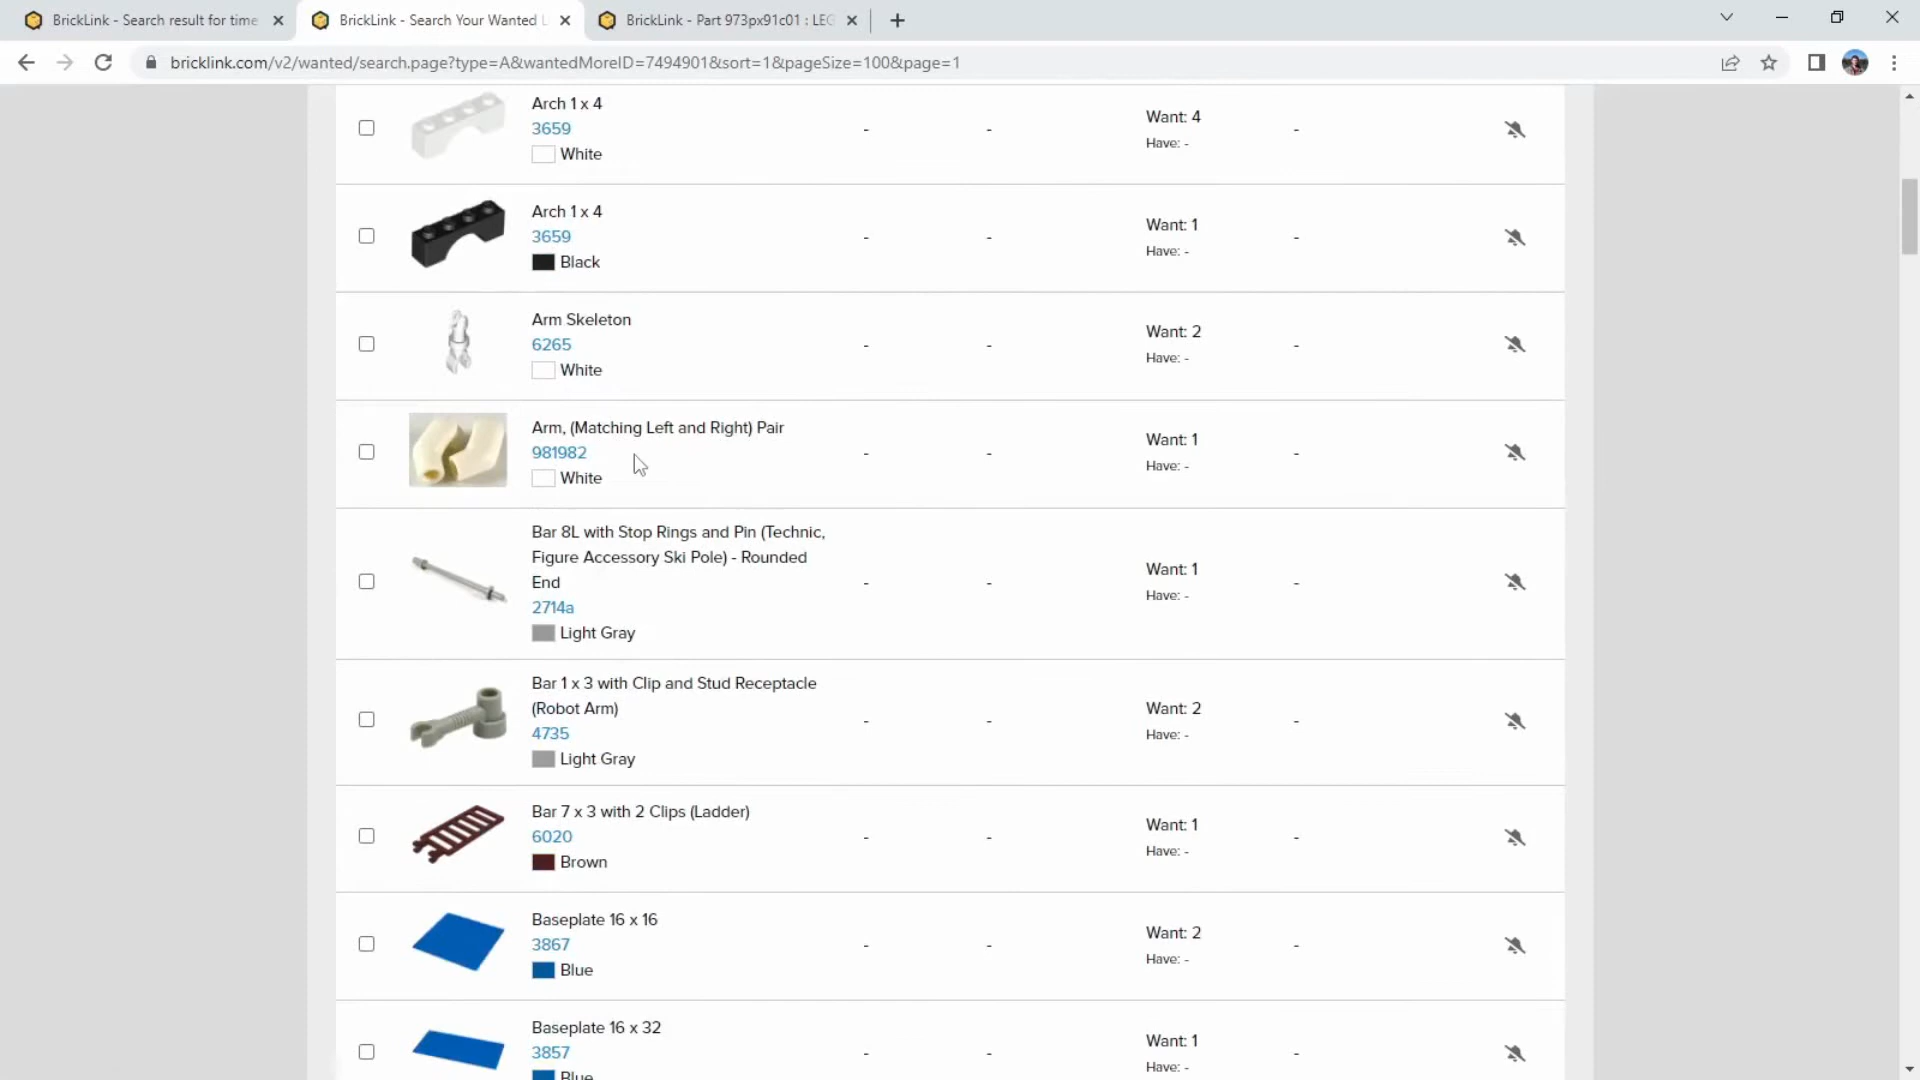 BrickLink - Search result for time
BrickLink - Search Your Wanted L
BrickLink - Part 973px91c01 : LEG
bricklink.com/v2/wanted/search.page?type=A&wantedMoreID=7494901&sort=1&pageSize=100&page=1
Arch 1 x 4
3659
White
-
-
Want: 4
Have: -
-
Arch 1 x 4
3659
Black
-
-
Want: 1
Have: -
-
Arm Skeleton
6265
White
-
-
Want: 2
Have: -
-
Arm, (Matching Left and Right) Pair
981982
White
-
-
Want: 1
Have: -
-
Bar 8L with Stop Rings and Pin (Technic,
Figure Accessory Ski Pole) - Rounded
End
2714a
Light Gray
-
-
Want: 1
Have: -
-
Bar 1 x 3 with Clip and Stud Receptacle
(Robot Arm)
4735
Light Gray
-
-
Want: 2
Have: -
-
Bar 7 x 3 with 2 Clips (Ladder)
6020
Brown
-
-
Want: 1
Have: -
-
Baseplate 16 x 16
3867
Blue
-
-
Want: 2
Have: -
-
Baseplate 16 x 32
3857
Blue
-
-
Want: 1
Have: -
-